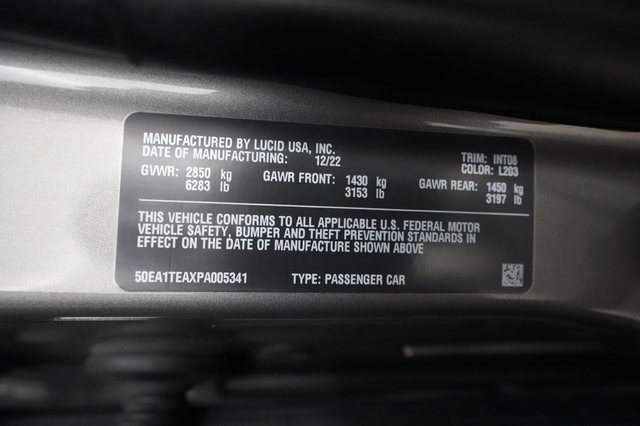 MANUFACTURED BY LUCID USA, INC.
DATE OF MANUFACTURING: 12/22 TRIM: INT08
COLOR: L203
GVWR: 2850 kg GAWR FRONT: 1430 kg GAWR REAR: 1450 kg
6283 lb 3153 lb 3197 lb
THIS VEHICLE CONFORMS TO ALL APPLICABLE U.S. FEDERAL MOTOR
VEHICLE SAFETY, BUMPER AND THEFT PREVENTION STANDARDS IN
EFFECT ON THE DATE OF MANUFACTURE SHOWN ABOVE
50EA1TEAXPA005341 TYPE: PASSENGER CAR